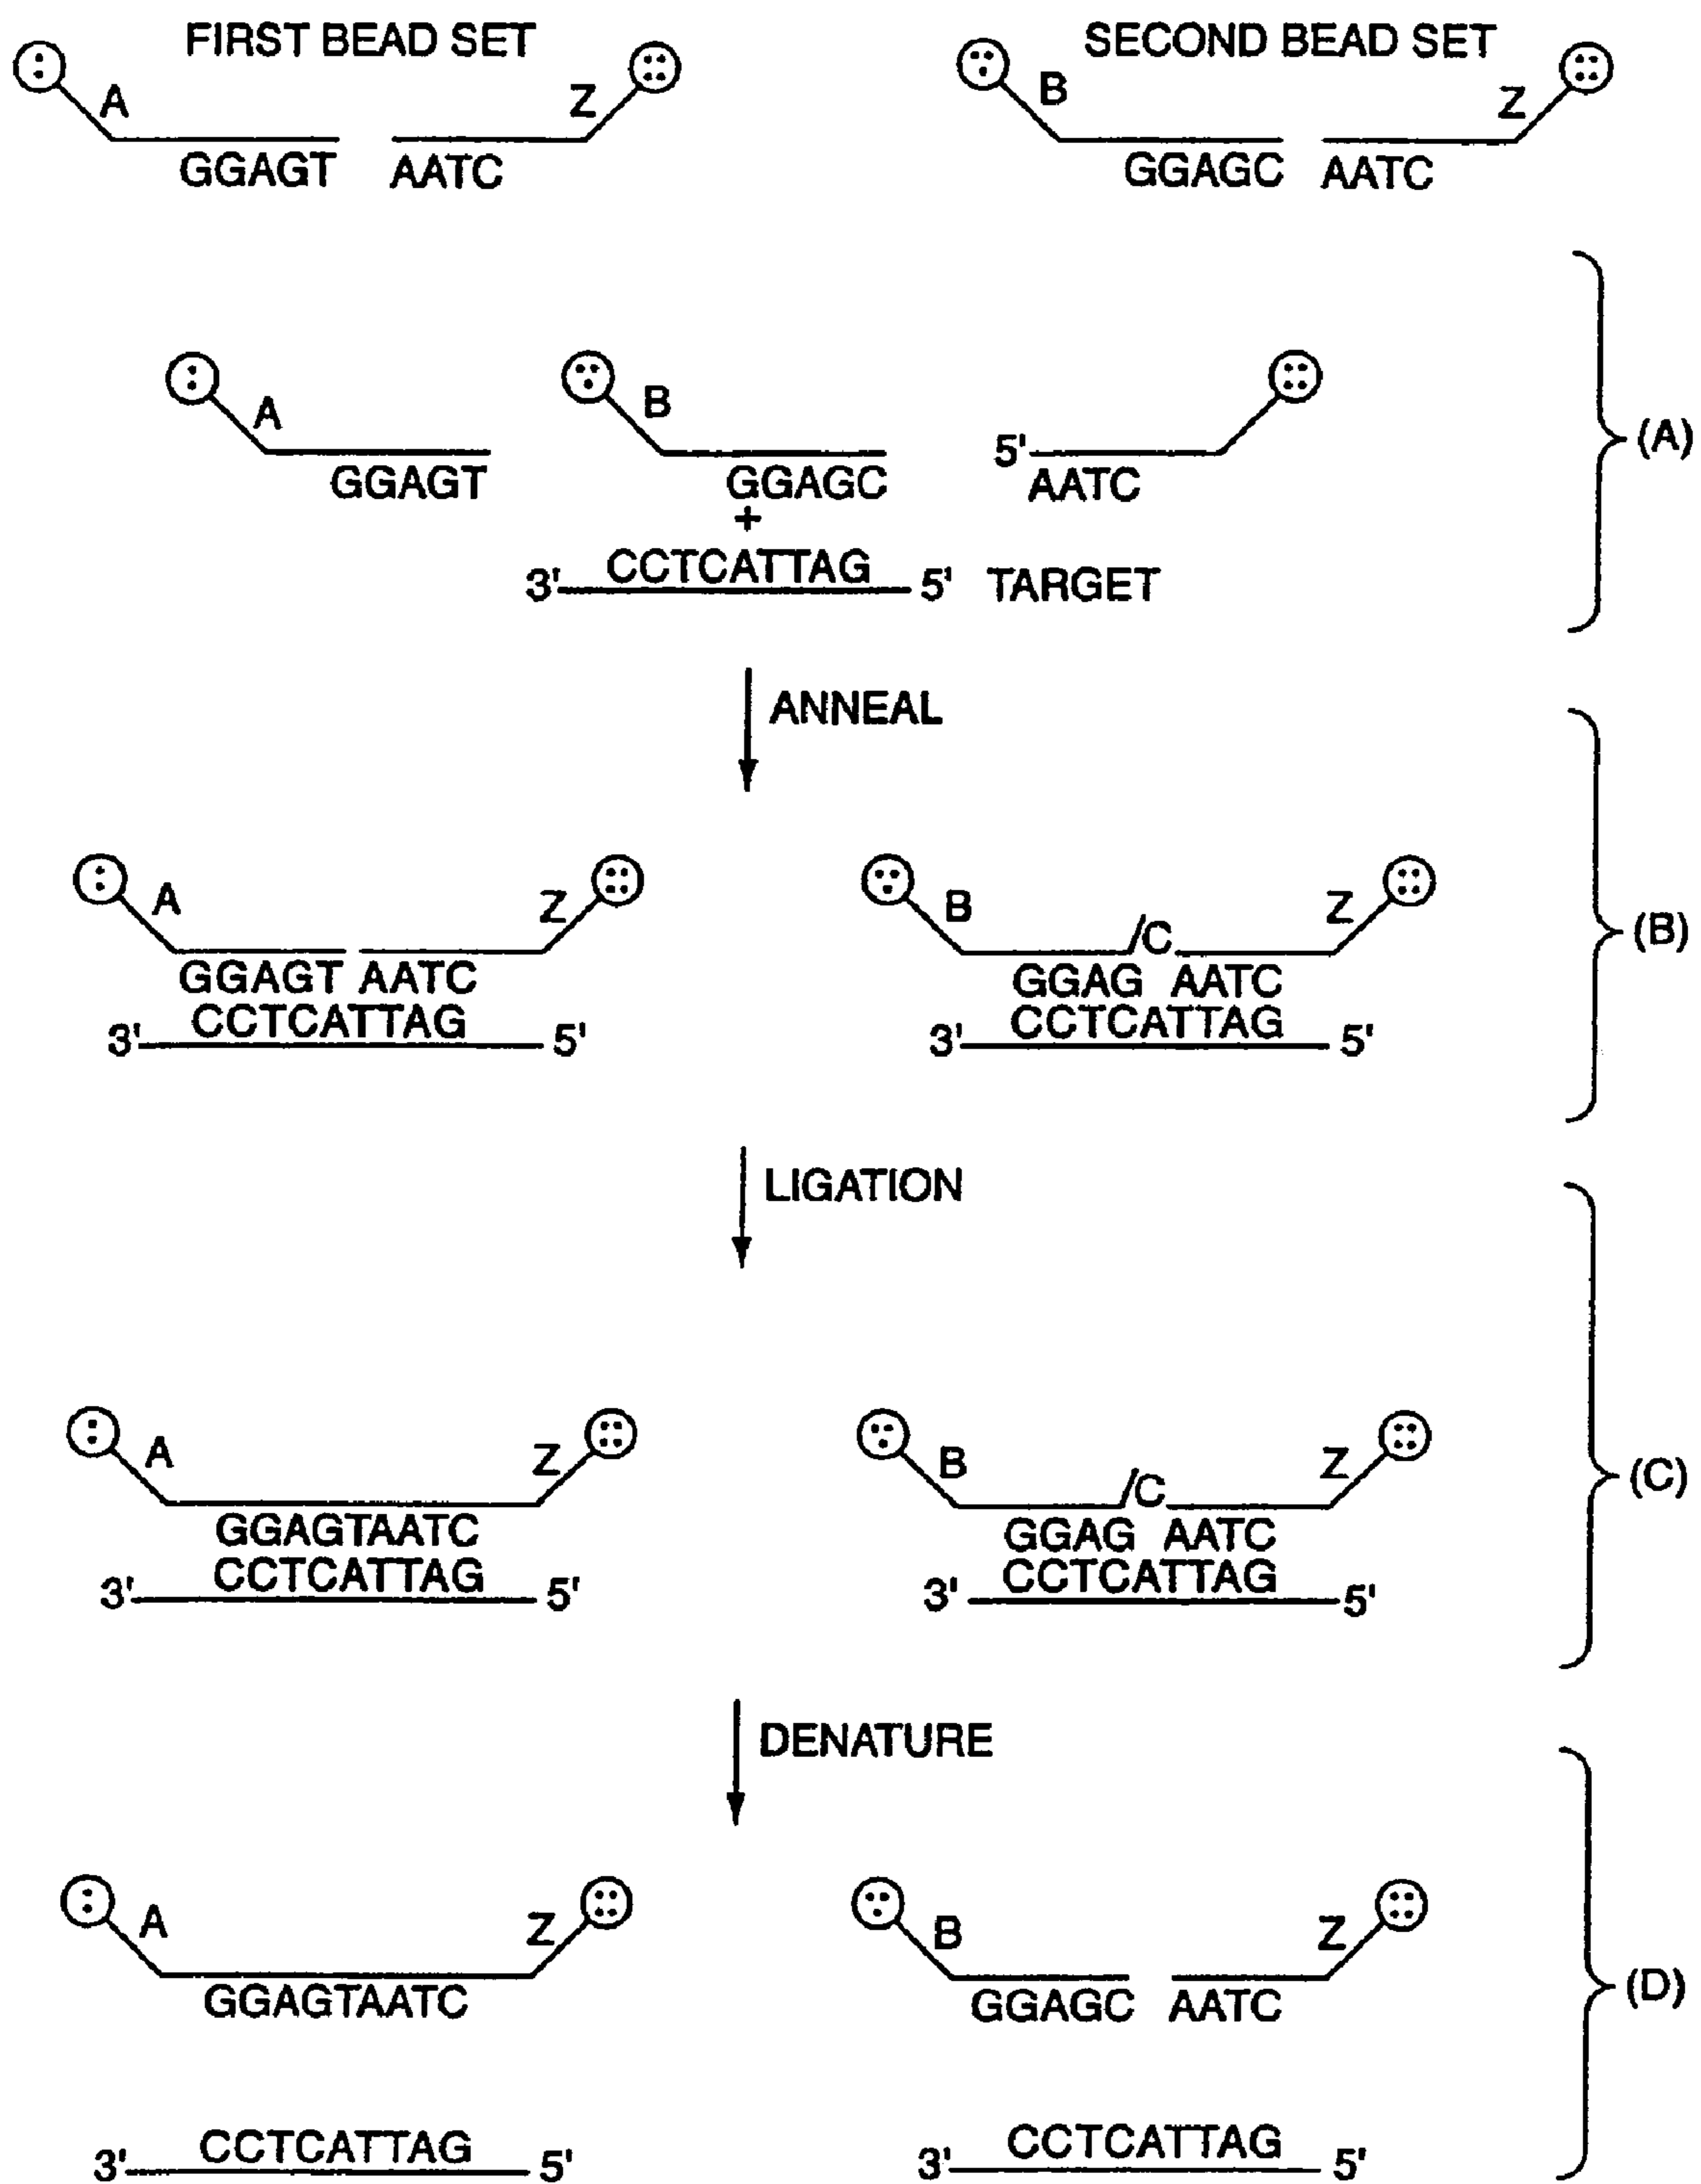 FIRST BEAD SET SECOND BEAD SET
A Z B Z
GGAGT AATC GGAGC AATC
A B 5'
GGAGT GGAGC AATC
(A)
+
CCTCATTAG
3' 5' TARGET
ANNEAL
A Z B /C Z
(B)
GGAGT AATC GGAG AATC
CCTCATTAG CCTCATTAG
3' 5' 3' 5'
LIGATION
A Z B /C Z
(C)
GGAGTAATC GGAG AATC
CCTCATTAG CCTCATTAG
3' 5' 3' 5'
DENATURE
A Z B Z
(D)
GGAGTAATC GGAGC AATC
CCTCATTAG CCTCATTAG
3' 5' 3' 5'